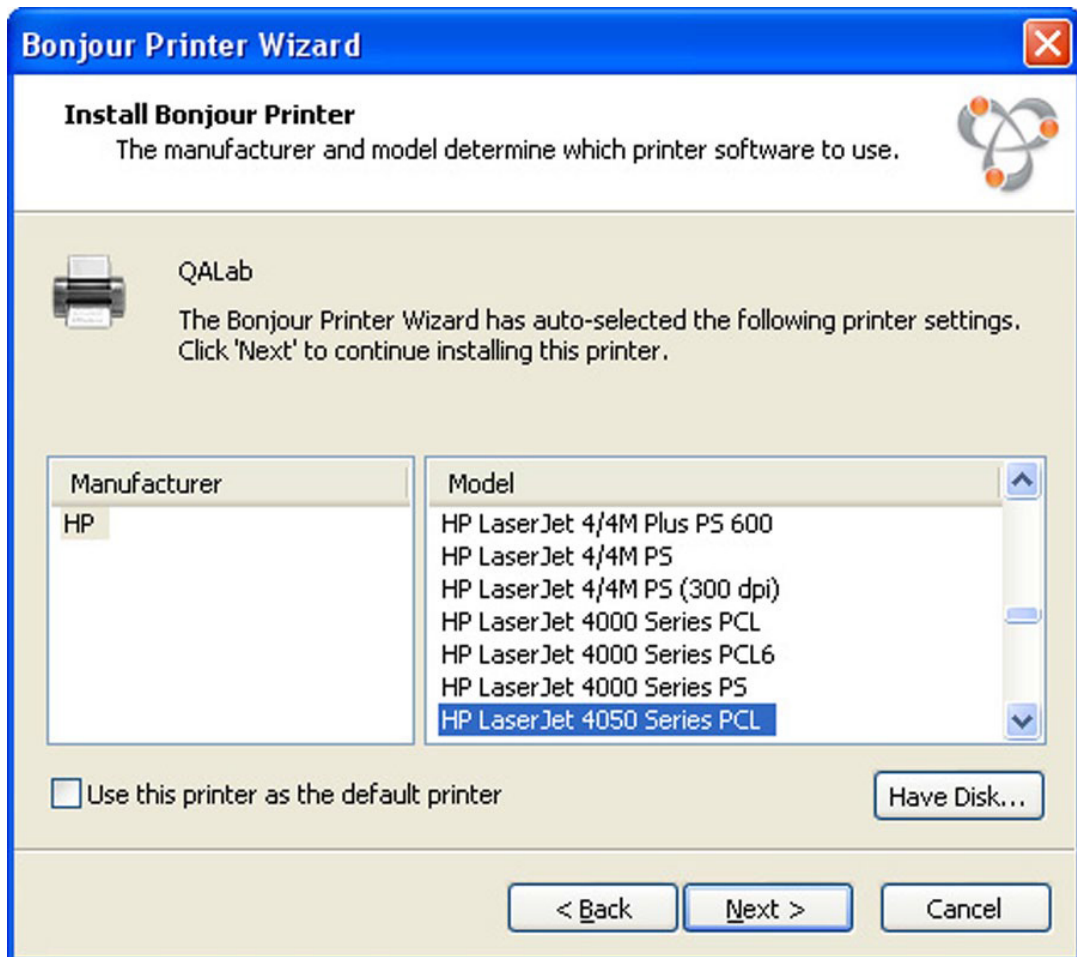 Bonjour Printer Wizard
Install Bonjour Printer
The manufacturer and model determine which printer software to use.
QALab
The Bonjour Printer Wizard has auto-selected the following printer settings.
Click 'Next' to continue installing this printer.
Manufacturer
HP
Model
HP LaserJet 4/4M Plus PS 600
HP LaserJet 4/4M PS
HP LaserJet 4/4M PS (300 dpi)
HP LaserJet 4000 Series PCL
HP LaserJet 4000 Series PCL6
HP LaserJet 4000 Series PS
HP LaserJet 4050 Series PCL
Use this printer as the default printer
Have Disk...
< Back
Next >
Cancel